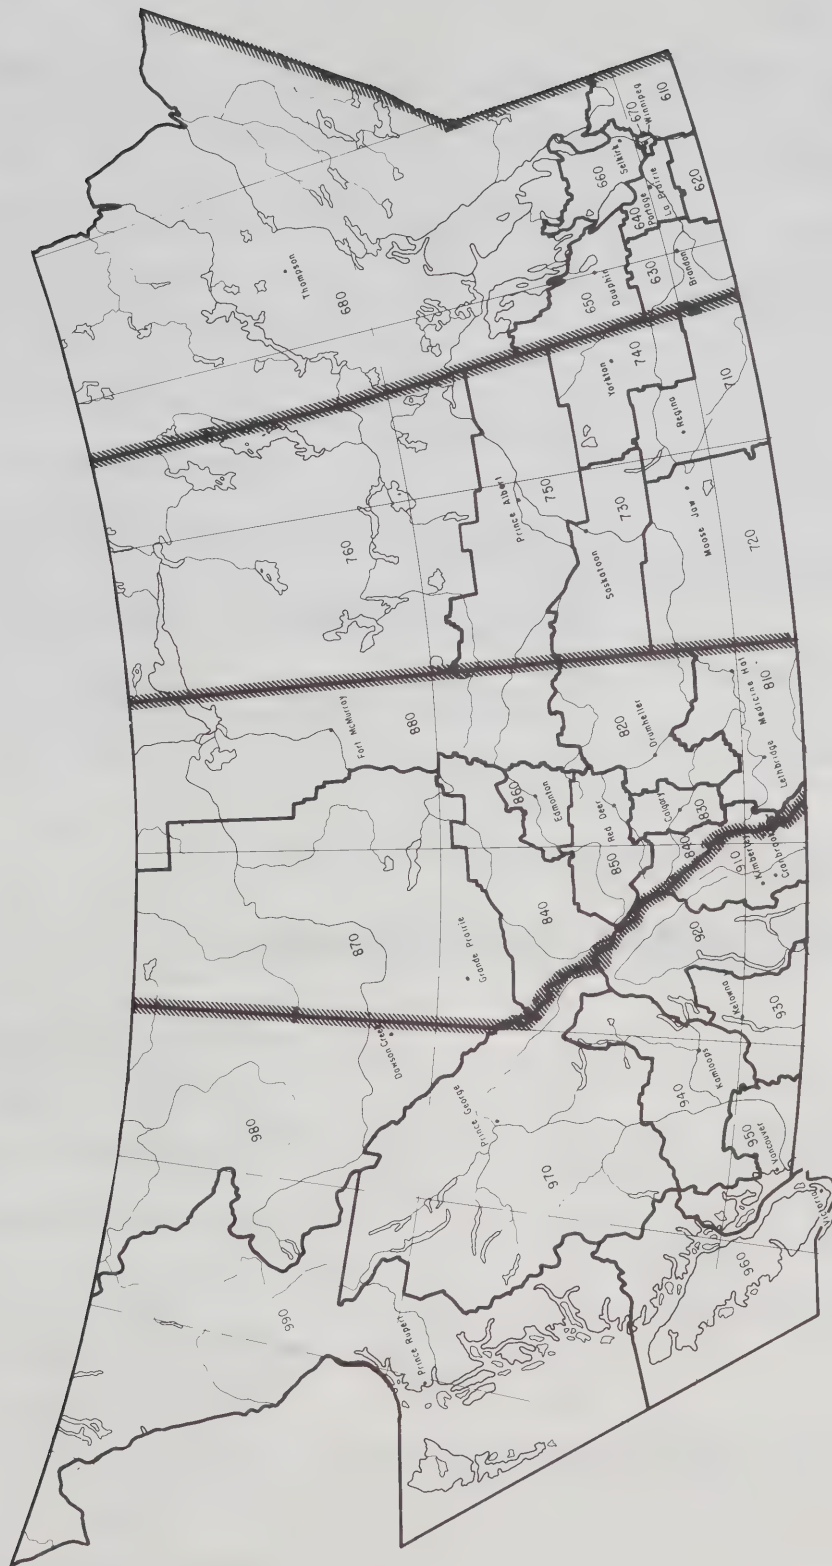 990
Prince Rupert
960
Victoria
980
Dawson Creek
Prince George
970
940
Kamloops
950
Vancouver
930
Kelowna
920
910
Kimberley
Cranbrook
870
Grande Prairie
840
840
850
Red Deer
860
Edmonton
Calgary
830
880
Fort McMurray
820
Drumheller
810
Medicine Hat
Lethbridge
760
750
Prince Albert
Saskatoon
730
720
Moose Jaw
740
Yorkton
Regina
710
680
Thompson
650
Dauphin
630
Brandon
640
Portage
La Prairie
660
Selkirk
670
Winnipeg
620
610